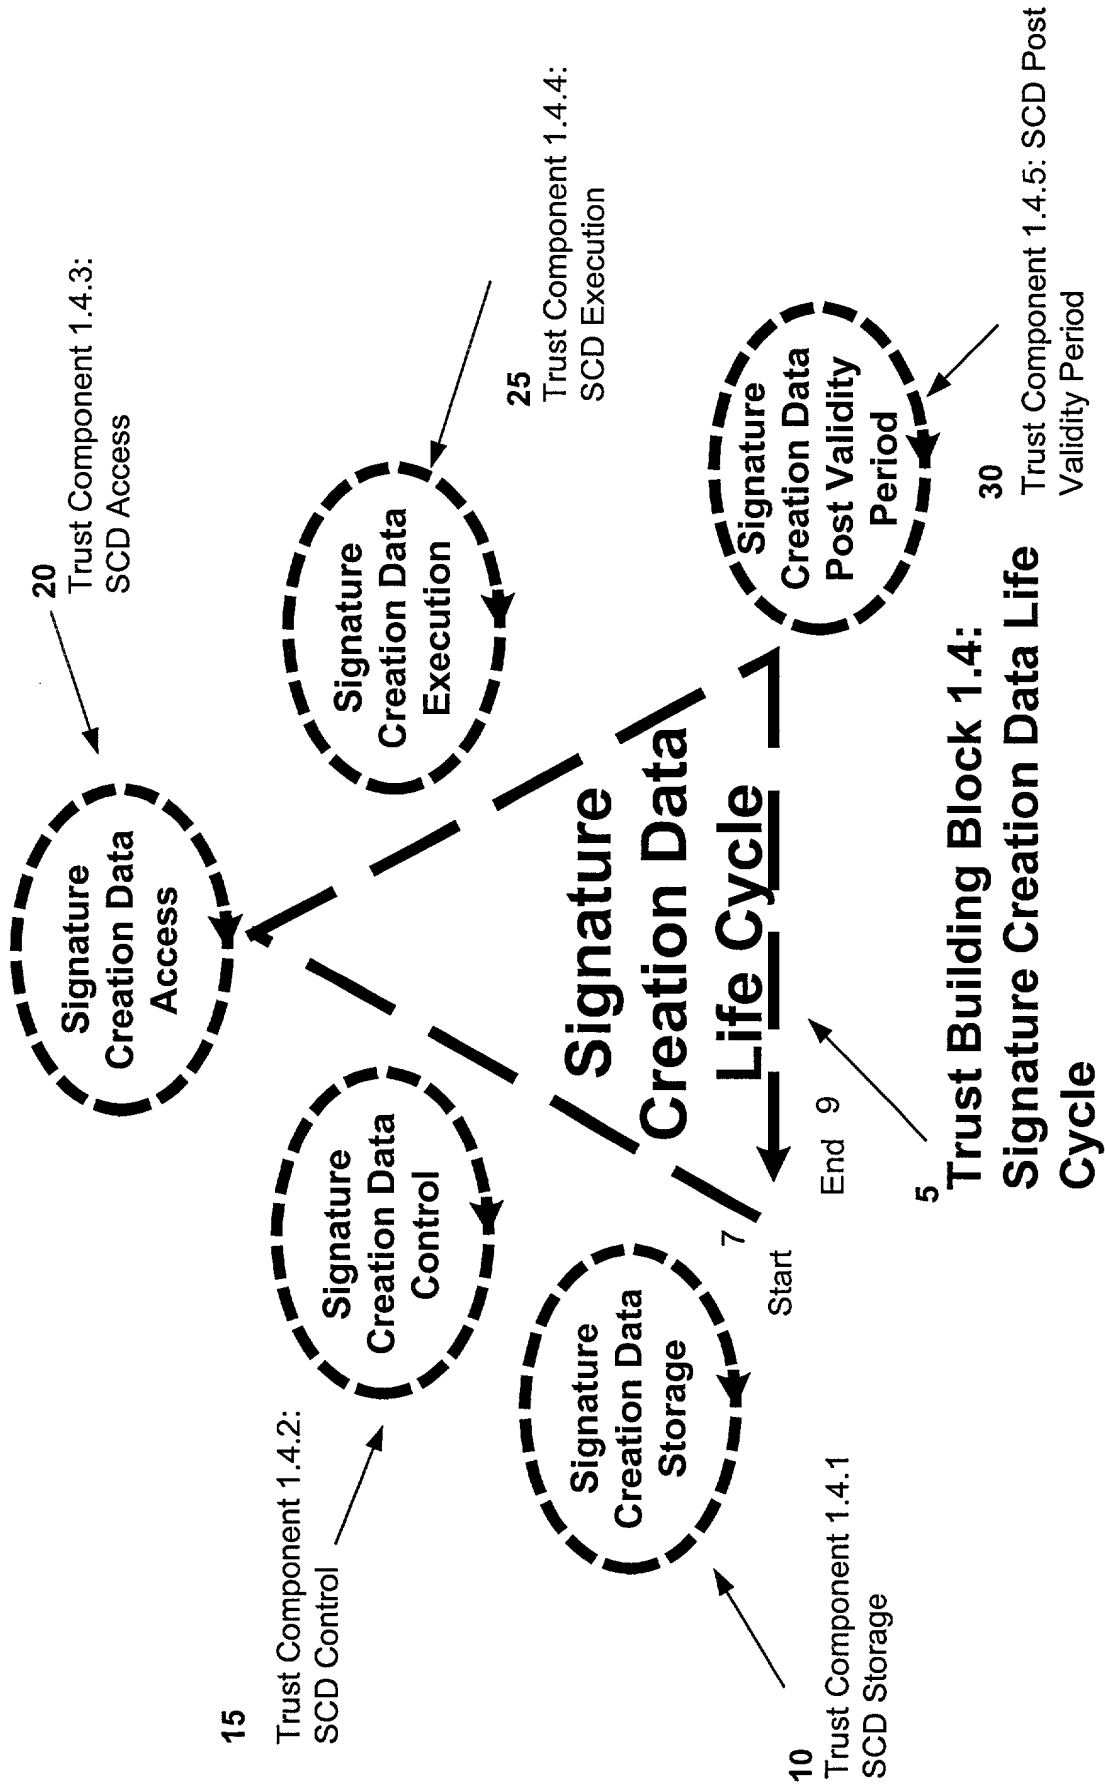 20
Trust Component 1.4.3:
SCD Access
Signature
Creation Data
Access
15
Trust Component 1.4.2:
SCD Control
Signature
Creation Data
Control
Signature
Creation Data
Execution
25
Trust Component 1.4.4:
SCD Execution
10
Trust Component 1.4.1
SCD Storage
Signature
Creation Data
Storage
7
Start
Signature
Creation Data
Life Cycle
End 9
Signature
Creation Data
Post Validity
Period
30
Trust Component 1.4.5: SCD Post
Validity Period
5
Trust Building Block 1.4:
Signature Creation Data Life
Cycle